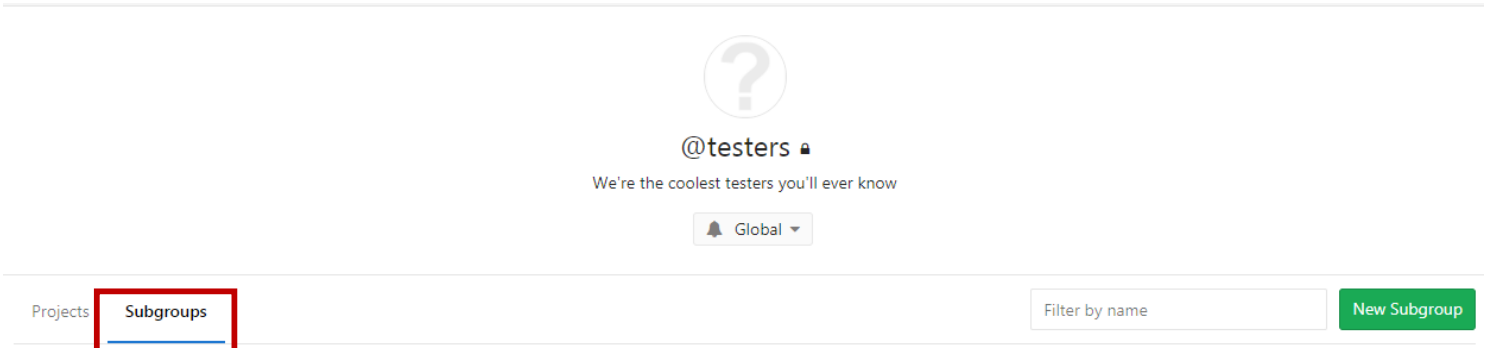 @testers
We're the coolest testers you'll ever know
Global
Projects Subgroups Filter by name New Subgroup